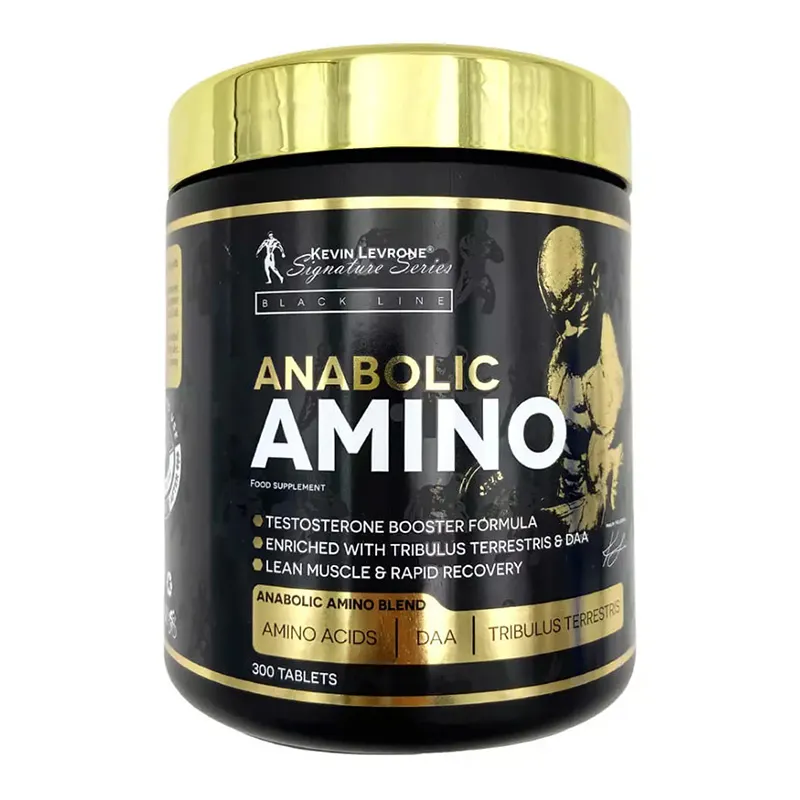 KEVIN LEVRONE®
Signature Series
BLACK LINE
ANABOLIC
AMINO
FOOD SUPPLEMENT
TESTOSTERONE BOOSTER FORMULA
ENRICHED WITH TRIBULUS TERRESTRIS & DAA
LEAN MUSCLE & RAPID RECOVERY
ANABOLIC AMINO BLEND
AMINO ACIDS | DAA | TRIBULUS TERRESTRIS
300 TABLETS